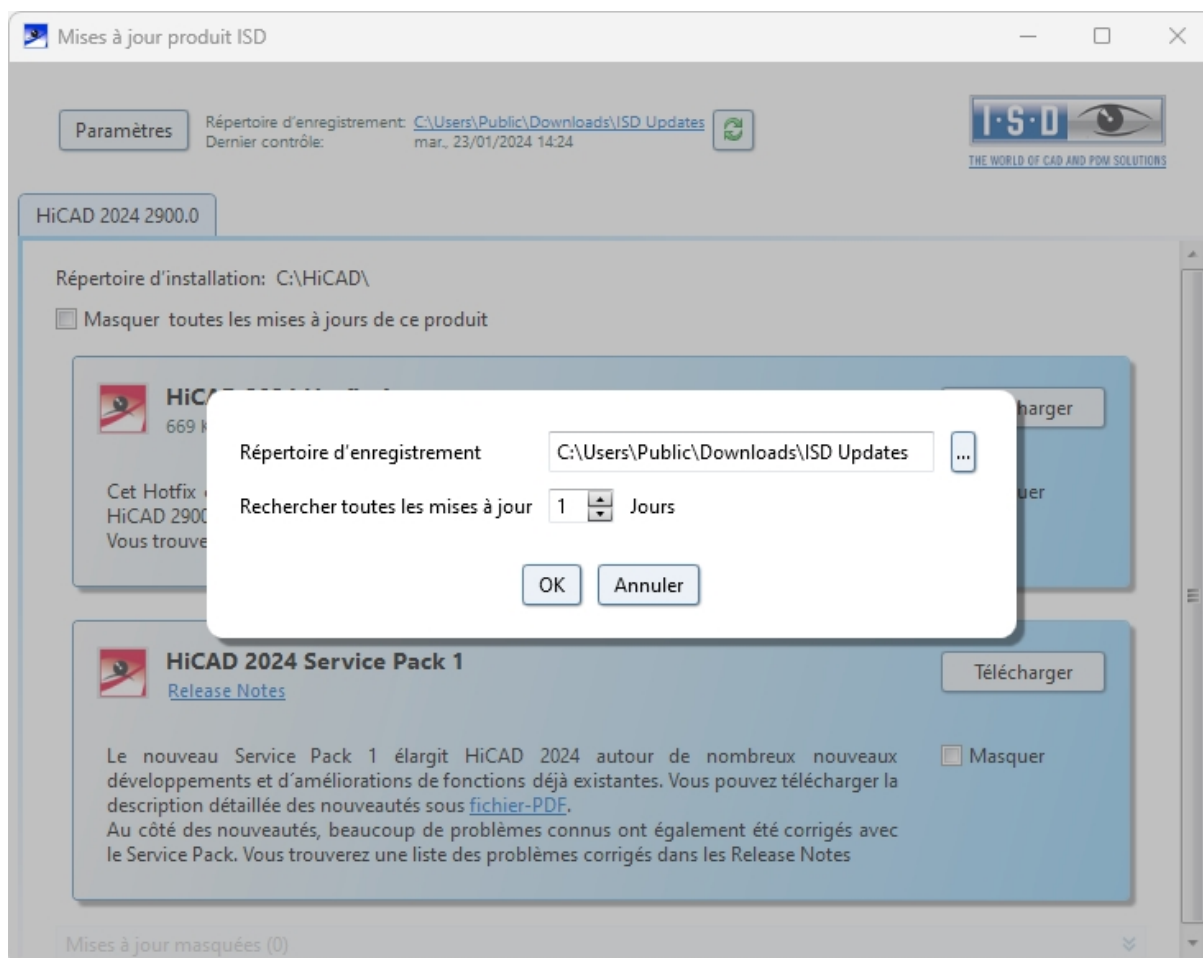 Mises à jour produit ISD
Paramètres
Répertoire d'enregistrement: C:\Users\Public\Downloads\ISD Updates
Dernier contrôle: mar., 23/01/2024 14:24
I·S·D
THE WORLD OF CAD AND PDM SOLUTIONS
HiCAD 2024 2900.0
Répertoire d'installation: C:\HiCAD\
Masquer toutes les mises à jours de ce produit
669
Cet Hotfix
HiCAD 2900
Répertoire d'enregistrement C:\Users\Public\Downloads\ISD Updates ...
Rechercher toutes les mises à jour 1 Jours
OK Annuler
HiCAD 2024 Service Pack 1
Télécharger
Release Notes
Le nouveau Service Pack 1 élargit HiCAD 2024 autour de nombreux nouveaux
développements et d´améliorations de fonctions déjà existantes. Vous pouvez télécharger la
description détaillée des nouveautés sous fichier-PDF.
Au côté des nouveautés, beaucoup de problèmes connus ont également été corrigés avec
le Service Pack. Vous trouverez une liste des problèmes corrigés dans les Release Notes
Masquer
Mises à jour masquées (0)